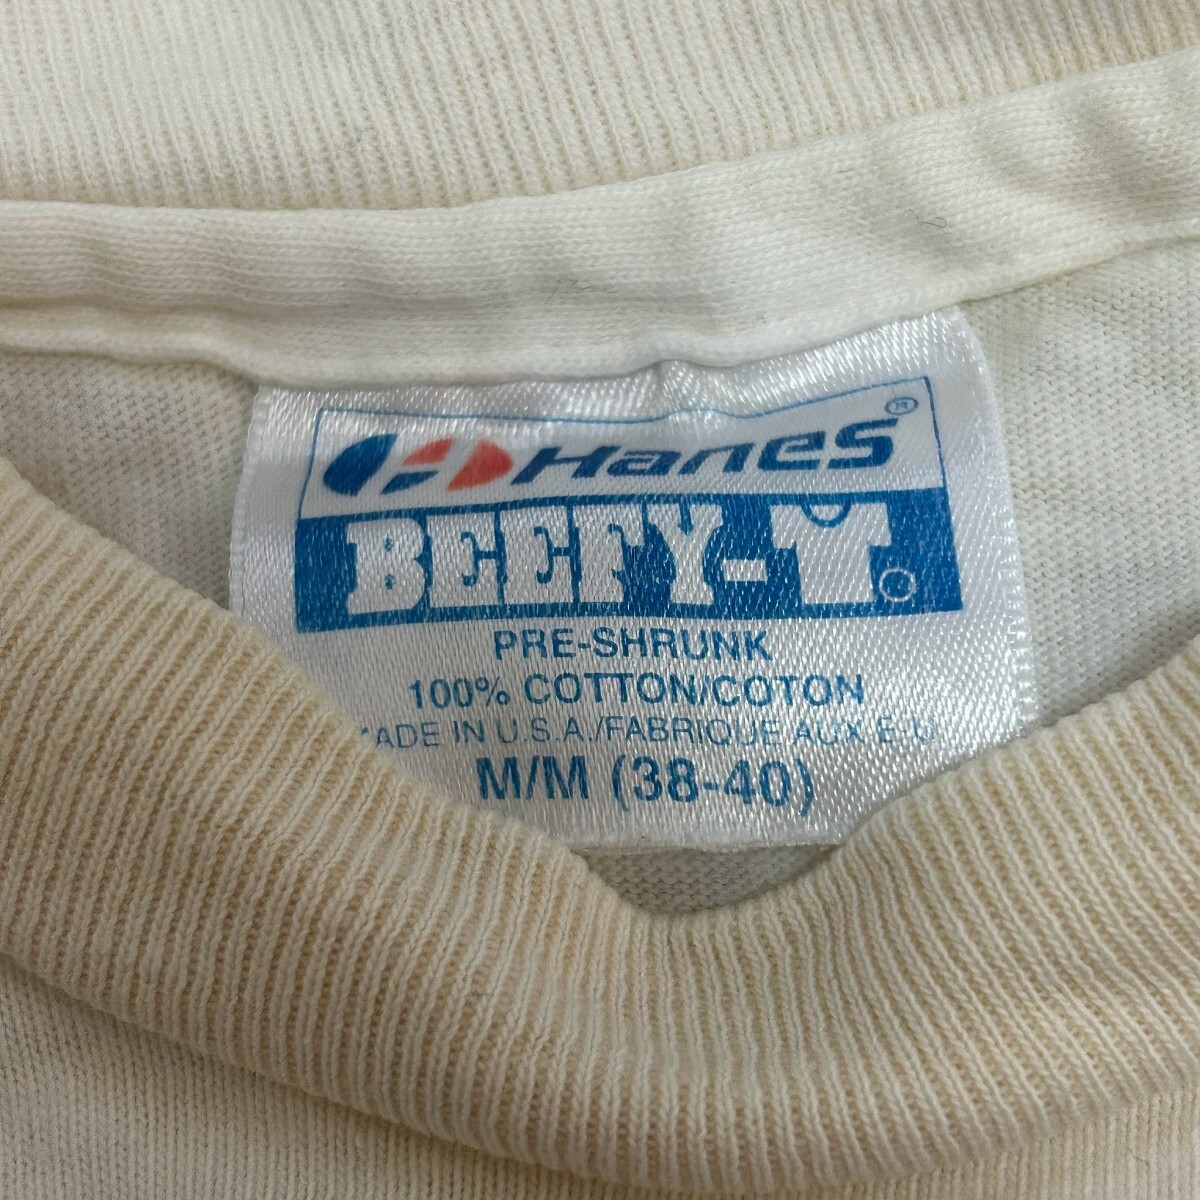 Hanes®
BEEFY-T®
PRE-SHRUNK
100% COTTON/COTON
MADE IN U.S.A./FABRIQUE AUX E-U
M/M (38-40)